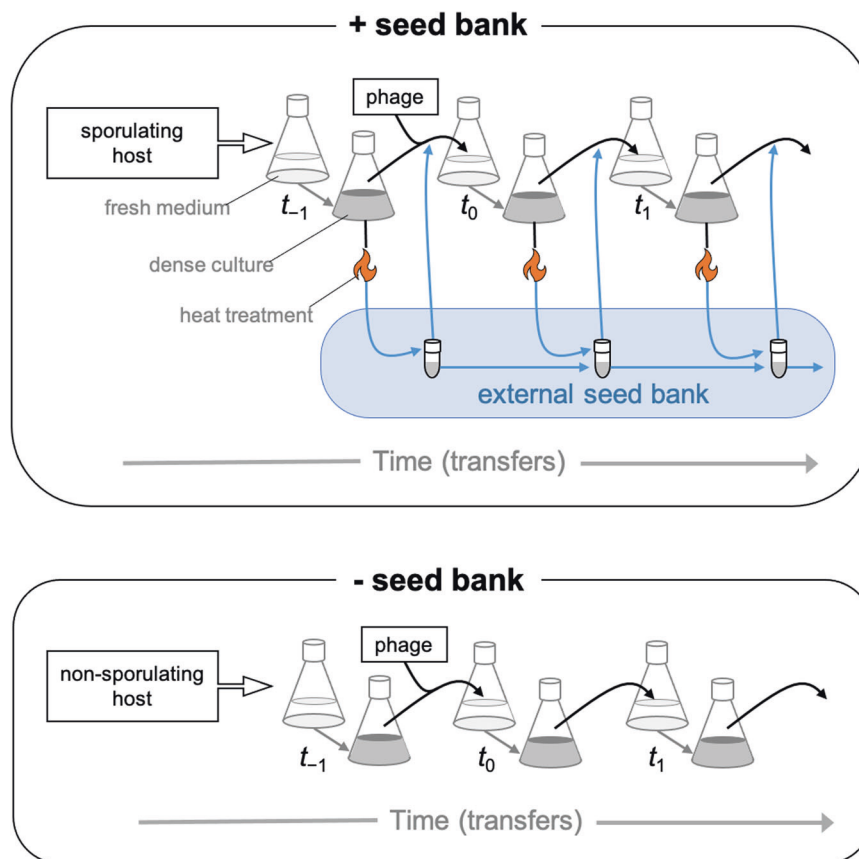 + seed bank
phage
sporulating
host
fresh medium
t–1
t0
t1
dense culture
heat treatment
external seed bank
Time (transfers)
- seed bank
phage
non-sporulating
host
t–1
t0
t1
Time (transfers)